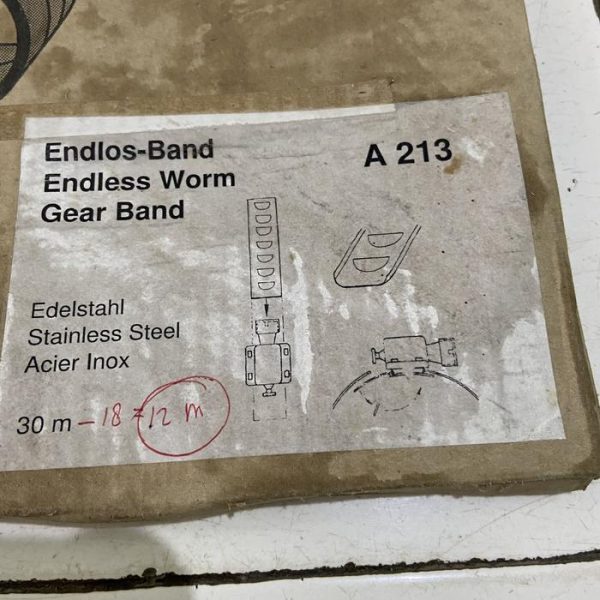 Endlos-Band
Endless Worm
Gear Band
A 213
Edelstahl
Stainless Steel
Acier Inox
30 m - 18 = 12 m